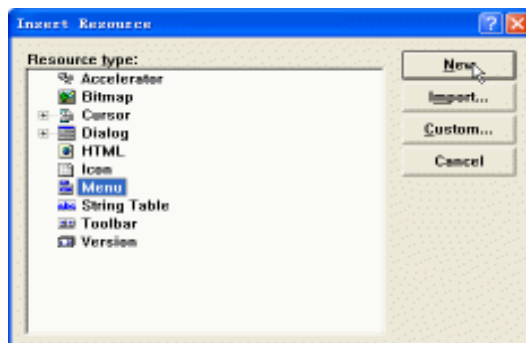 Insert Resource
Resource type:
Accelerator
Bitmap
Cursor
Dialog
HTML
Icon
Menu
String Table
Toolbar
Version
New
Import...
Custom...
Cancel